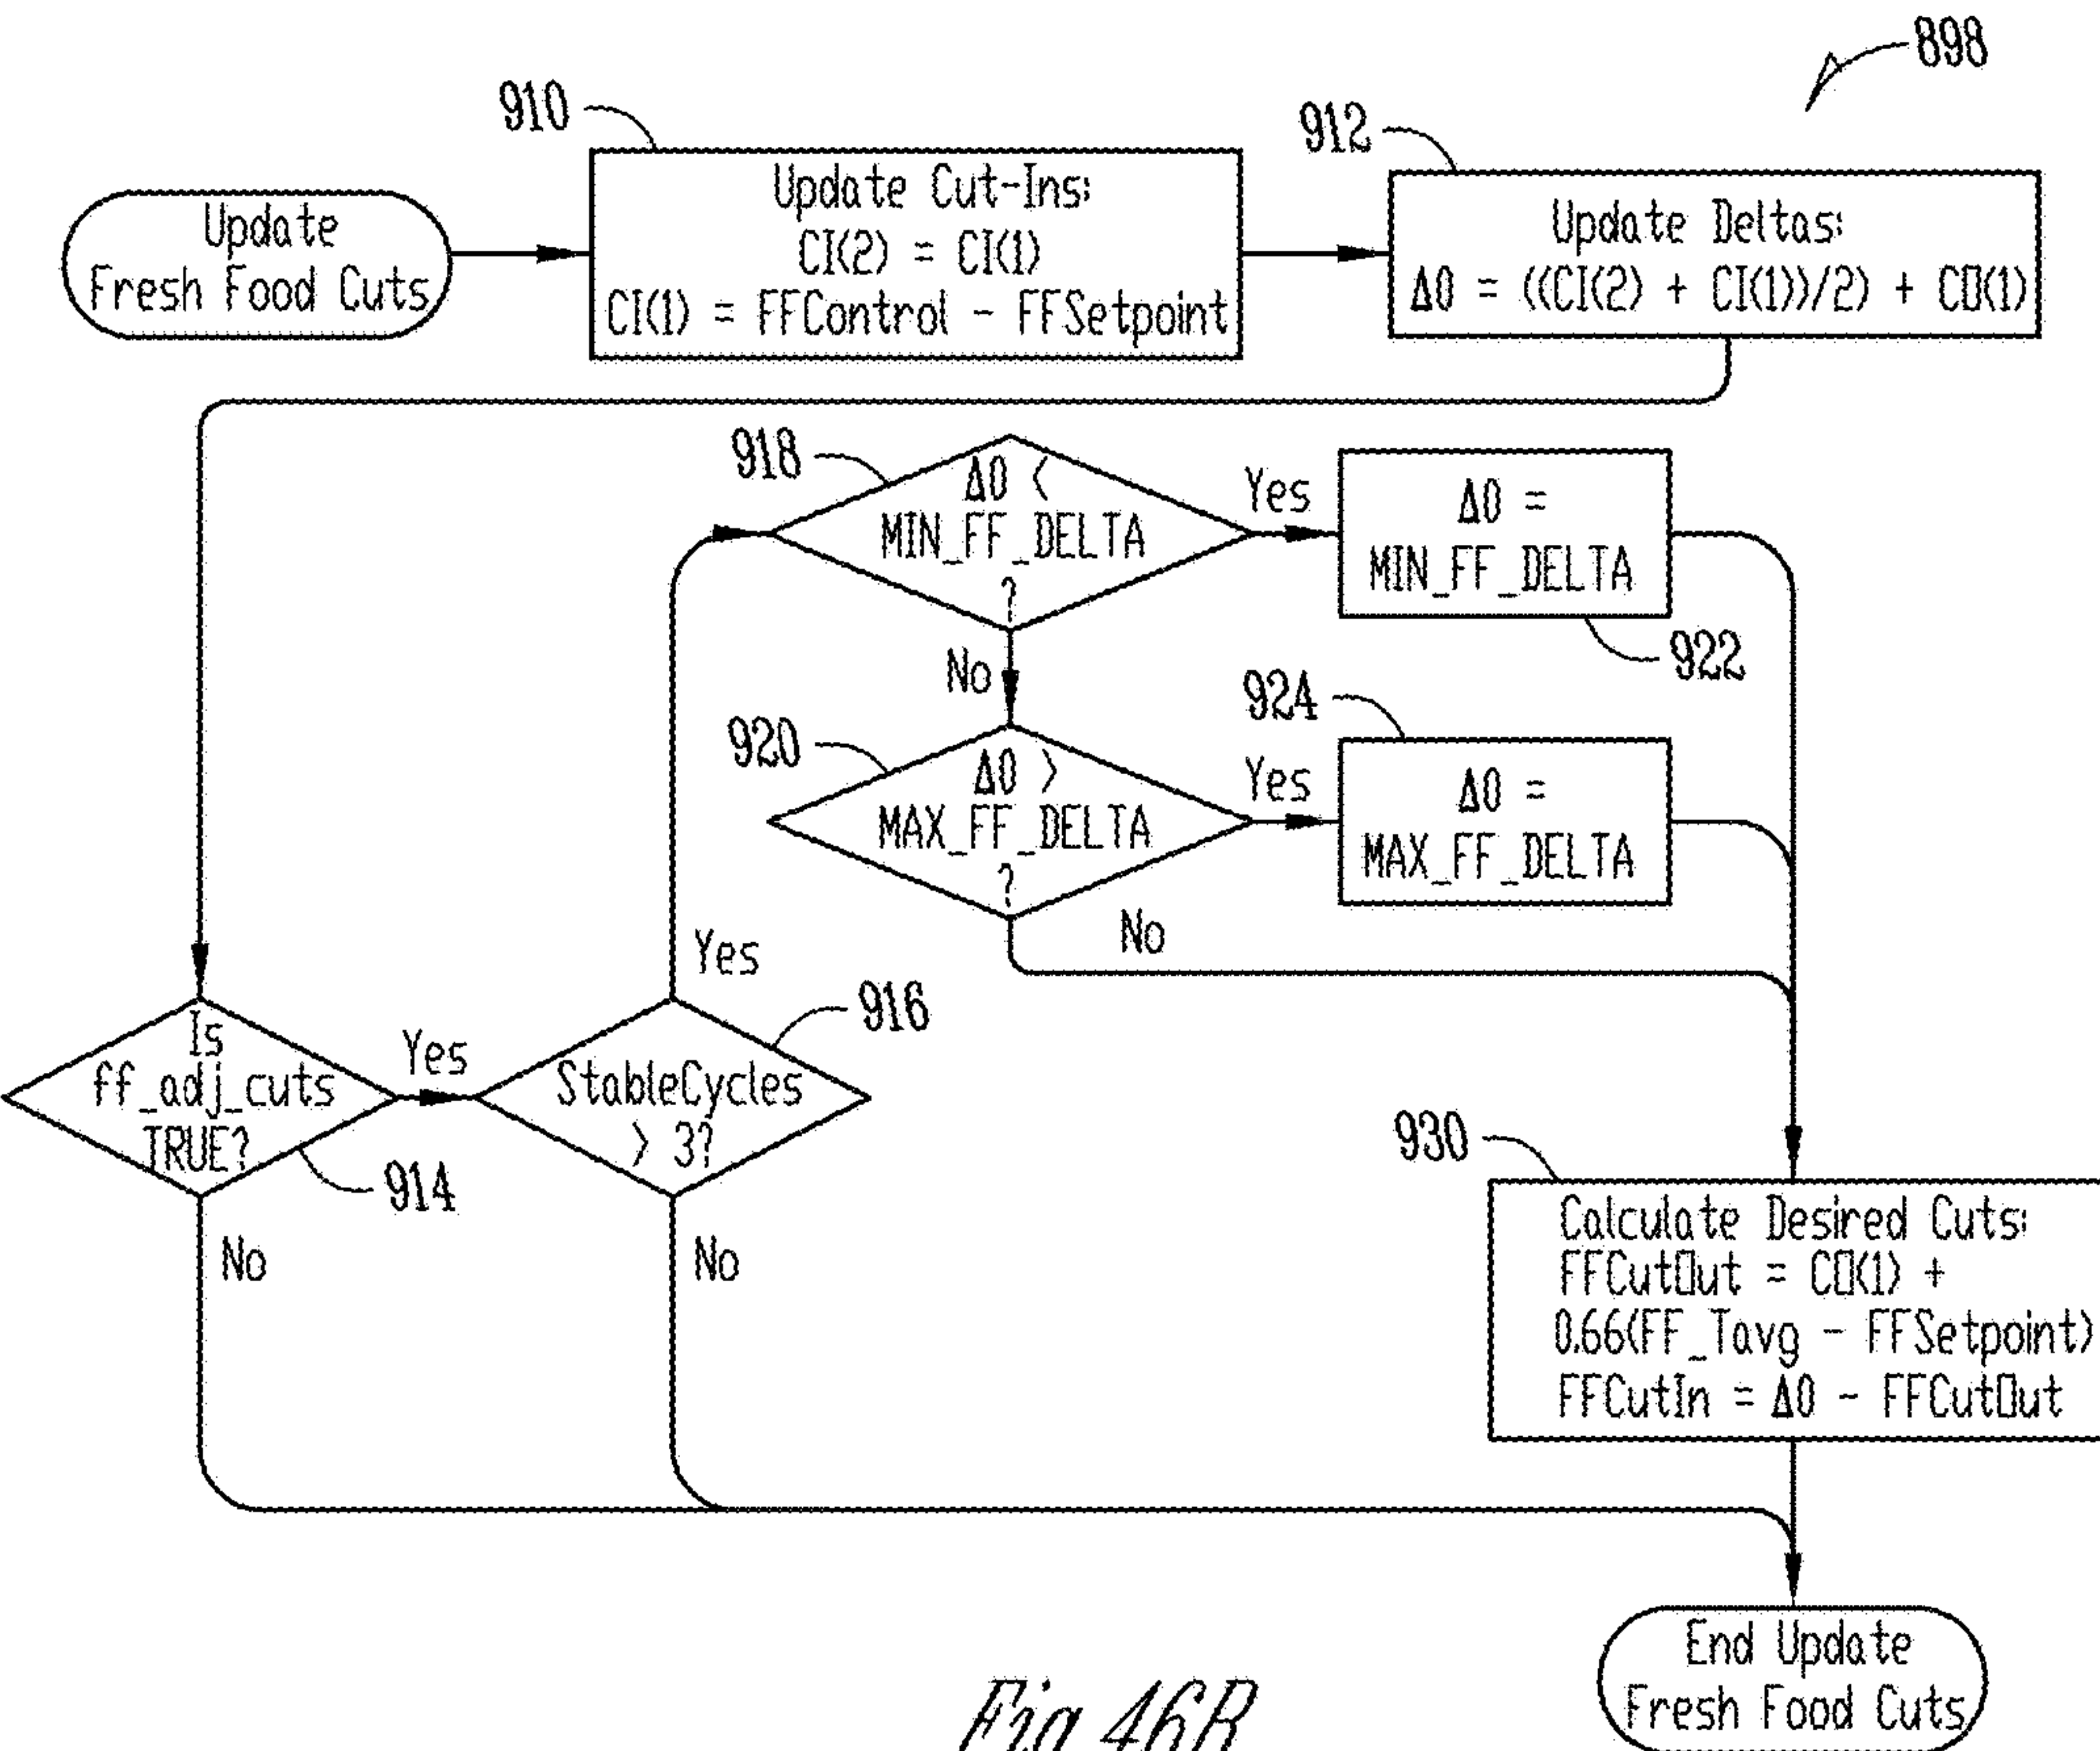 898
910
912
Update
Fresh Food Cuts
Update Cut-Ins:
CI(2) = CI(1)
CI(1) = FFControl - FFSetpoint
Update Deltas:
Δ0 = ((CI(2) + CI(1))/2) + CO(1)
918
Δ0 <
MIN_FF_DELTA
?
Yes
Δ0 =
MIN_FF_DELTA
922
No
920
Δ0 >
MAX_FF_DELTA
?
Yes
924
Δ0 =
MAX_FF_DELTA
No
Is
ff_adj_cuts
TRUE?
914
Yes
No
StableCycles
> 3?
916
Yes
No
930
Calculate Desired Cuts:
FFCutOut = CO(1) +
0.66(FF_Tavg - FFSetpoint)
FFCutIn = Δ0 - FFCutOut
End Update
Fresh Food Cuts
Fig 46B